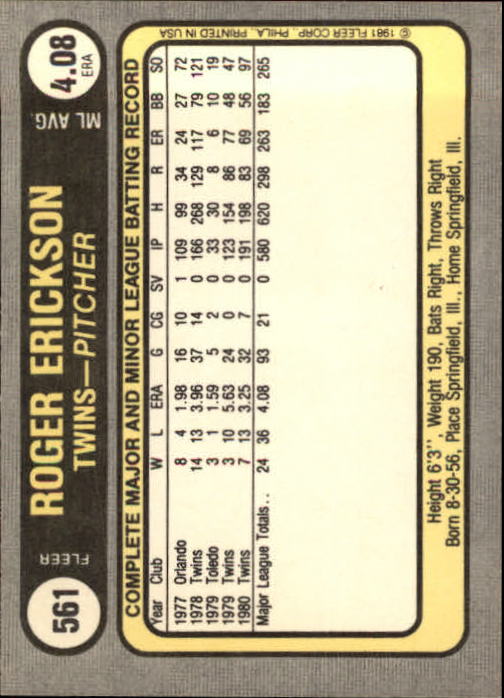 561
FLEER
ROGER ERICKSON
TWINS—PITCHER
ML AVG.
4.08
ERA
COMPLETE MAJOR AND MINOR LEAGUE BATTING RECORD
Year Club W L ERA G CG SV IP H R ER BB SO
1977 Orlando 8 4 1.98 16 10 1 109 99 34 24 27 72
1978 Twins 14 13 3.96 37 14 0 166 268 129 117 79 121
1979 Toledo 3 1 1.59 5 2 0 33 30 8 6 10 19
1979 Twins 3 10 5.63 24 0 0 123 154 86 77 48 47
1980 Twins 7 13 3.25 32 7 0 191 198 83 69 56 97
Major League Totals.. 24 36 4.08 93 21 0 580 620 298 263 183 265
Height 6'3'', Weight 190, Bats Right, Throws Right
Born 8-30-56, Place Springfield, Ill., Home Springfield, Ill.
© 1981 FLEER CORP., PHILA., PRINTED IN USA